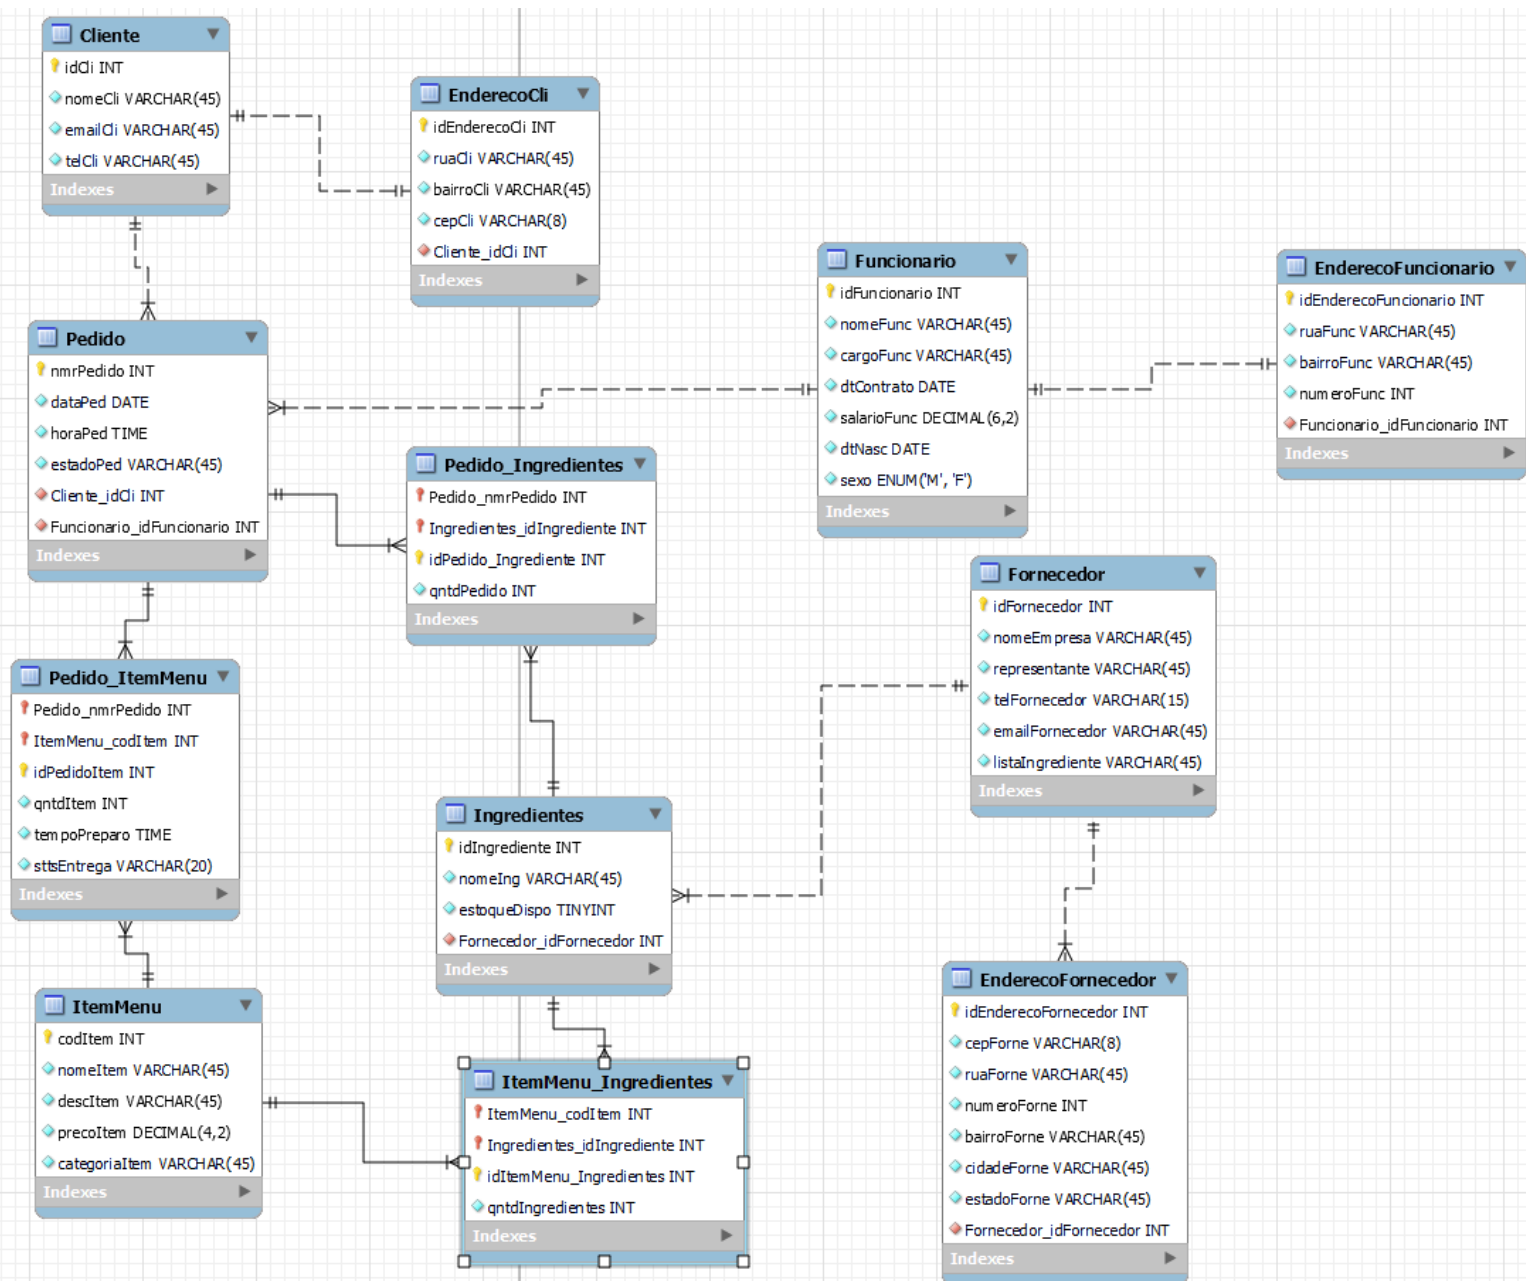 Cliente
idCli INT
nomeCli VARCHAR(45)
emailCli VARCHAR(45)
telCli VARCHAR(45)
Indexes
EnderecoCli
idEnderecoCli INT
ruaCli VARCHAR(45)
bairroCli VARCHAR(45)
cepCli VARCHAR(8)
Cliente_idCli INT
Indexes
Funcionario
idFuncionario INT
nomeFunc VARCHAR(45)
cargoFunc VARCHAR(45)
dtContrato DATE
salarioFunc DECIMAL(6,2)
dtNasc DATE
sexo ENUM('M', 'F')
Indexes
EnderecoFuncionario
idEnderecoFuncionario INT
ruaFunc VARCHAR(45)
bairroFunc VARCHAR(45)
numeroFunc INT
Funcionario_idFuncionario INT
Indexes
Pedido
nmrPedido INT
dataPed DATE
horaPed TIME
estadoPed VARCHAR(45)
Cliente_idCli INT
Funcionario_idFuncionario INT
Indexes
Pedido_Ingredientes
Pedido_nmrPedido INT
Ingredientes_idIngrediente INT
idPedido_Ingrediente INT
qntdPedido INT
Indexes
Fornecedor
idFornecedor INT
nomeEmpresa VARCHAR(45)
representante VARCHAR(45)
telFornecedor VARCHAR(15)
emailFornecedor VARCHAR(45)
listaIngrediente VARCHAR(45)
Indexes
Pedido_ItemMenu
Pedido_nmrPedido INT
ItemMenu_codItem INT
idPedidoItem INT
qntdItem INT
tempoPreparo TIME
sttsEntrega VARCHAR(20)
Indexes
Ingredientes
idIngrediente INT
nomeIng VARCHAR(45)
estoqueDispo TINYINT
Fornecedor_idFornecedor INT
Indexes
ItemMenu
codItem INT
nomeItem VARCHAR(45)
descItem VARCHAR(45)
precoItem DECIMAL(4,2)
categoriaItem VARCHAR(45)
Indexes
ItemMenu_Ingredientes
ItemMenu_codItem INT
Ingredientes_idIngrediente INT
idItemMenu_Ingredientes INT
qntdIngredientes INT
Indexes
EnderecoFornecedor
idEnderecoFornecedor INT
cepForne VARCHAR(8)
ruaForne VARCHAR(45)
numeroForne INT
bairroForne VARCHAR(45)
cidadeForne VARCHAR(45)
estadoForne VARCHAR(45)
Fornecedor_idFornecedor INT
Indexes